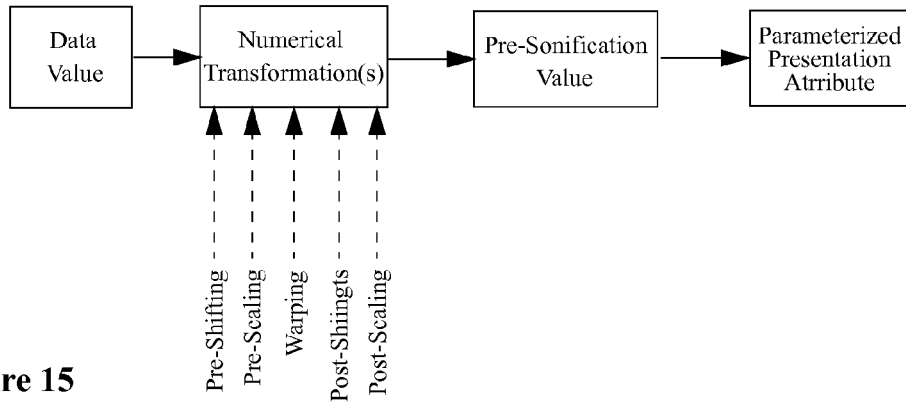 Data
Value
Numerical
Transformation(s)
Pre-Sonification
Value
Parameterized
Presentation
Atrribute
Pre-Shifting
Pre-Scaling
Warping
Post-Shiingts
Post-Scaling
re 15